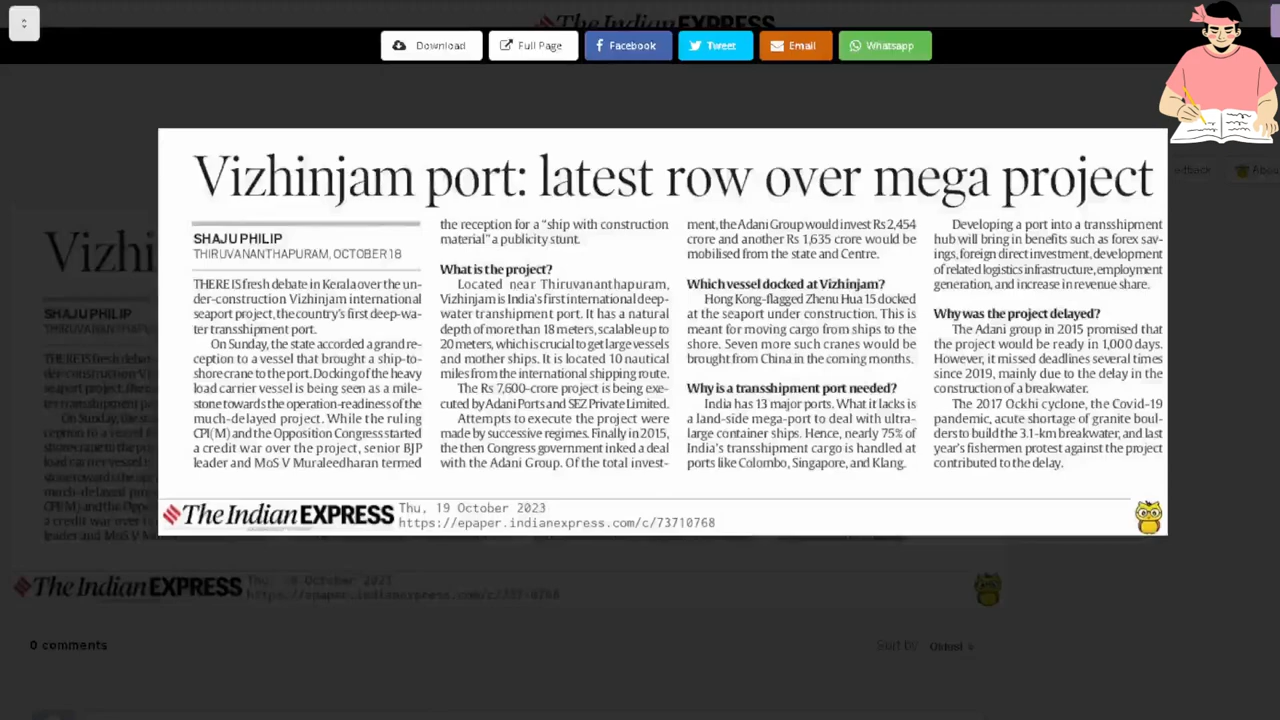 The Indian EXPRESS
Download
Full Page
Facebook
Tweet
Email
Whatsapp
Vizhinjam port: latest row over mega project
SHAJU PHILIP
THIRUVANANTHAPURAM, OCTOBER 18
THERE IS fresh debate in Kerala over the un-
der-construction Vizhinjam international
seaport project, the country's first deep-wa-
ter transshipment port.
On Sunday, the state accorded a grand re-
ception to a vessel that brought a ship-to-
shore crane to the port. Docking of the heavy
load carrier vessel is being seen as a mile-
stone towards the operation-readiness of the
much-delayed project. While the ruling
CPI(M) and the Opposition Congress started
a credit war over the project, senior BJP
leader and MoS V Muraleedharan termed
the reception for a "ship with construction
material" a publicity stunt.
What is the project?
Located near Thiruvananthapuram,
Vizhinjam is India's first international deep-
water transhipment port. It has a natural
depth of more than 18 meters, scalable up to
20 meters, which is crucial to get large vessels
and mother ships. It is located 10 nautical
miles from the international shipping route.
The Rs 7,600-crore project is being exe-
cuted by Adani Ports and SEZ Private Limited.
Attempts to execute the project were
made by successive regimes. Finally in 2015,
the then Congress government inked a deal
with the Adani Group. Of the total invest-
ment, the Adani Group would invest Rs 2,454
crore and another Rs 1,635 crore would be
mobilised from the state and Centre.
Which vessel docked at Vizhinjam?
Hong Kong-flagged Zhenu Hua 15 docked
at the seaport under construction. This is
meant for moving cargo from ships to the
shore. Seven more such cranes would be
brought from China in the coming months.
Why is a transshipment port needed?
India has 13 major ports. What it lacks is
a land-side mega-port to deal with ultra-
large container ships. Hence, nearly 75% of
India's transshipment cargo is handled at
ports like Colombo, Singapore, and Klang.
Developing a port into a transshipment
hub will bring in benefits such as forex sav-
ings, foreign direct investment, development
of related logistics infrastructure, employment
generation, and increase in revenue share.
Why was the project delayed?
The Adani group in 2015 promised that
the project would be ready in 1,000 days.
However, it missed deadlines several times
since 2019, mainly due to the delay in the
construction of a breakwater.
The 2017 Ockhi cyclone, the Covid-19
pandemic, acute shortage of granite boul-
ders to build the 3.1-km breakwater, and last
year's fishermen protest against the project
contributed to the delay.
The Indian EXPRESS
Thu, 19 October 2023
https://epaper.indianexpress.com/c/73710768
Vizhi
SHAJU PHILIP
The Indian EXPRESS
0 comments
Sort by
Oldest